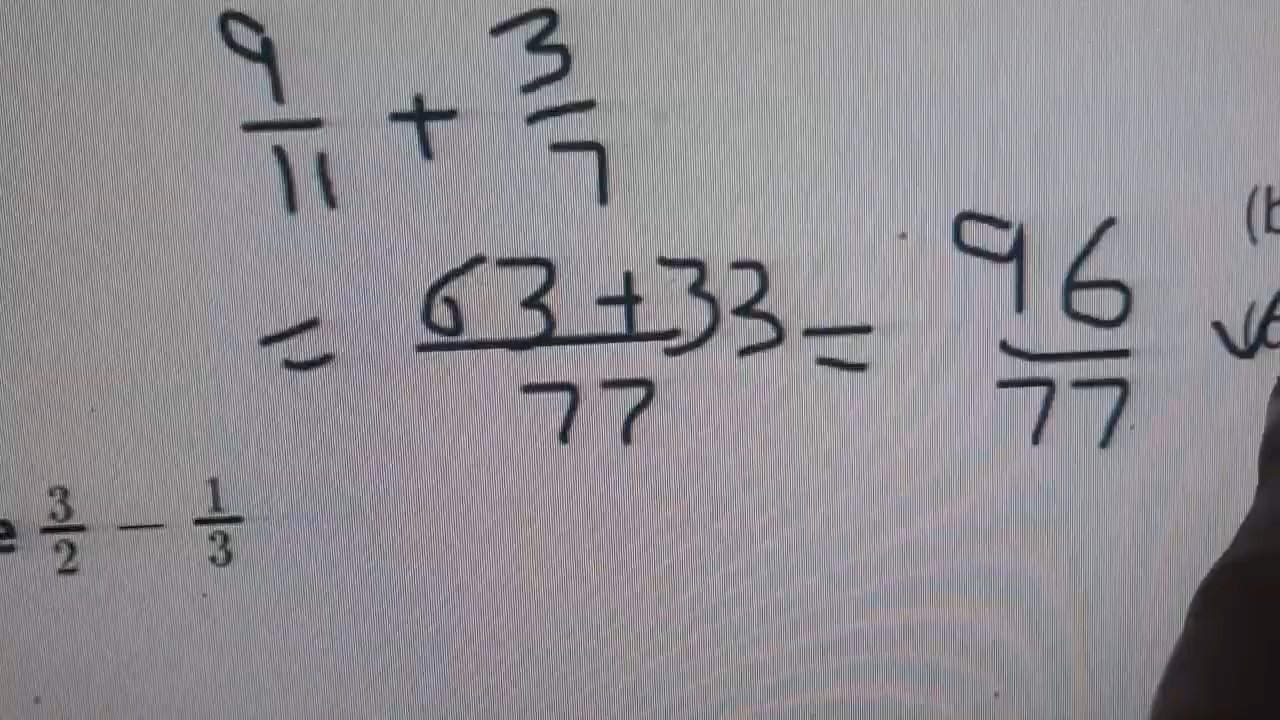 9/11 + 3/7
= 63+33/77 = 96/77
3/2 − 1/3